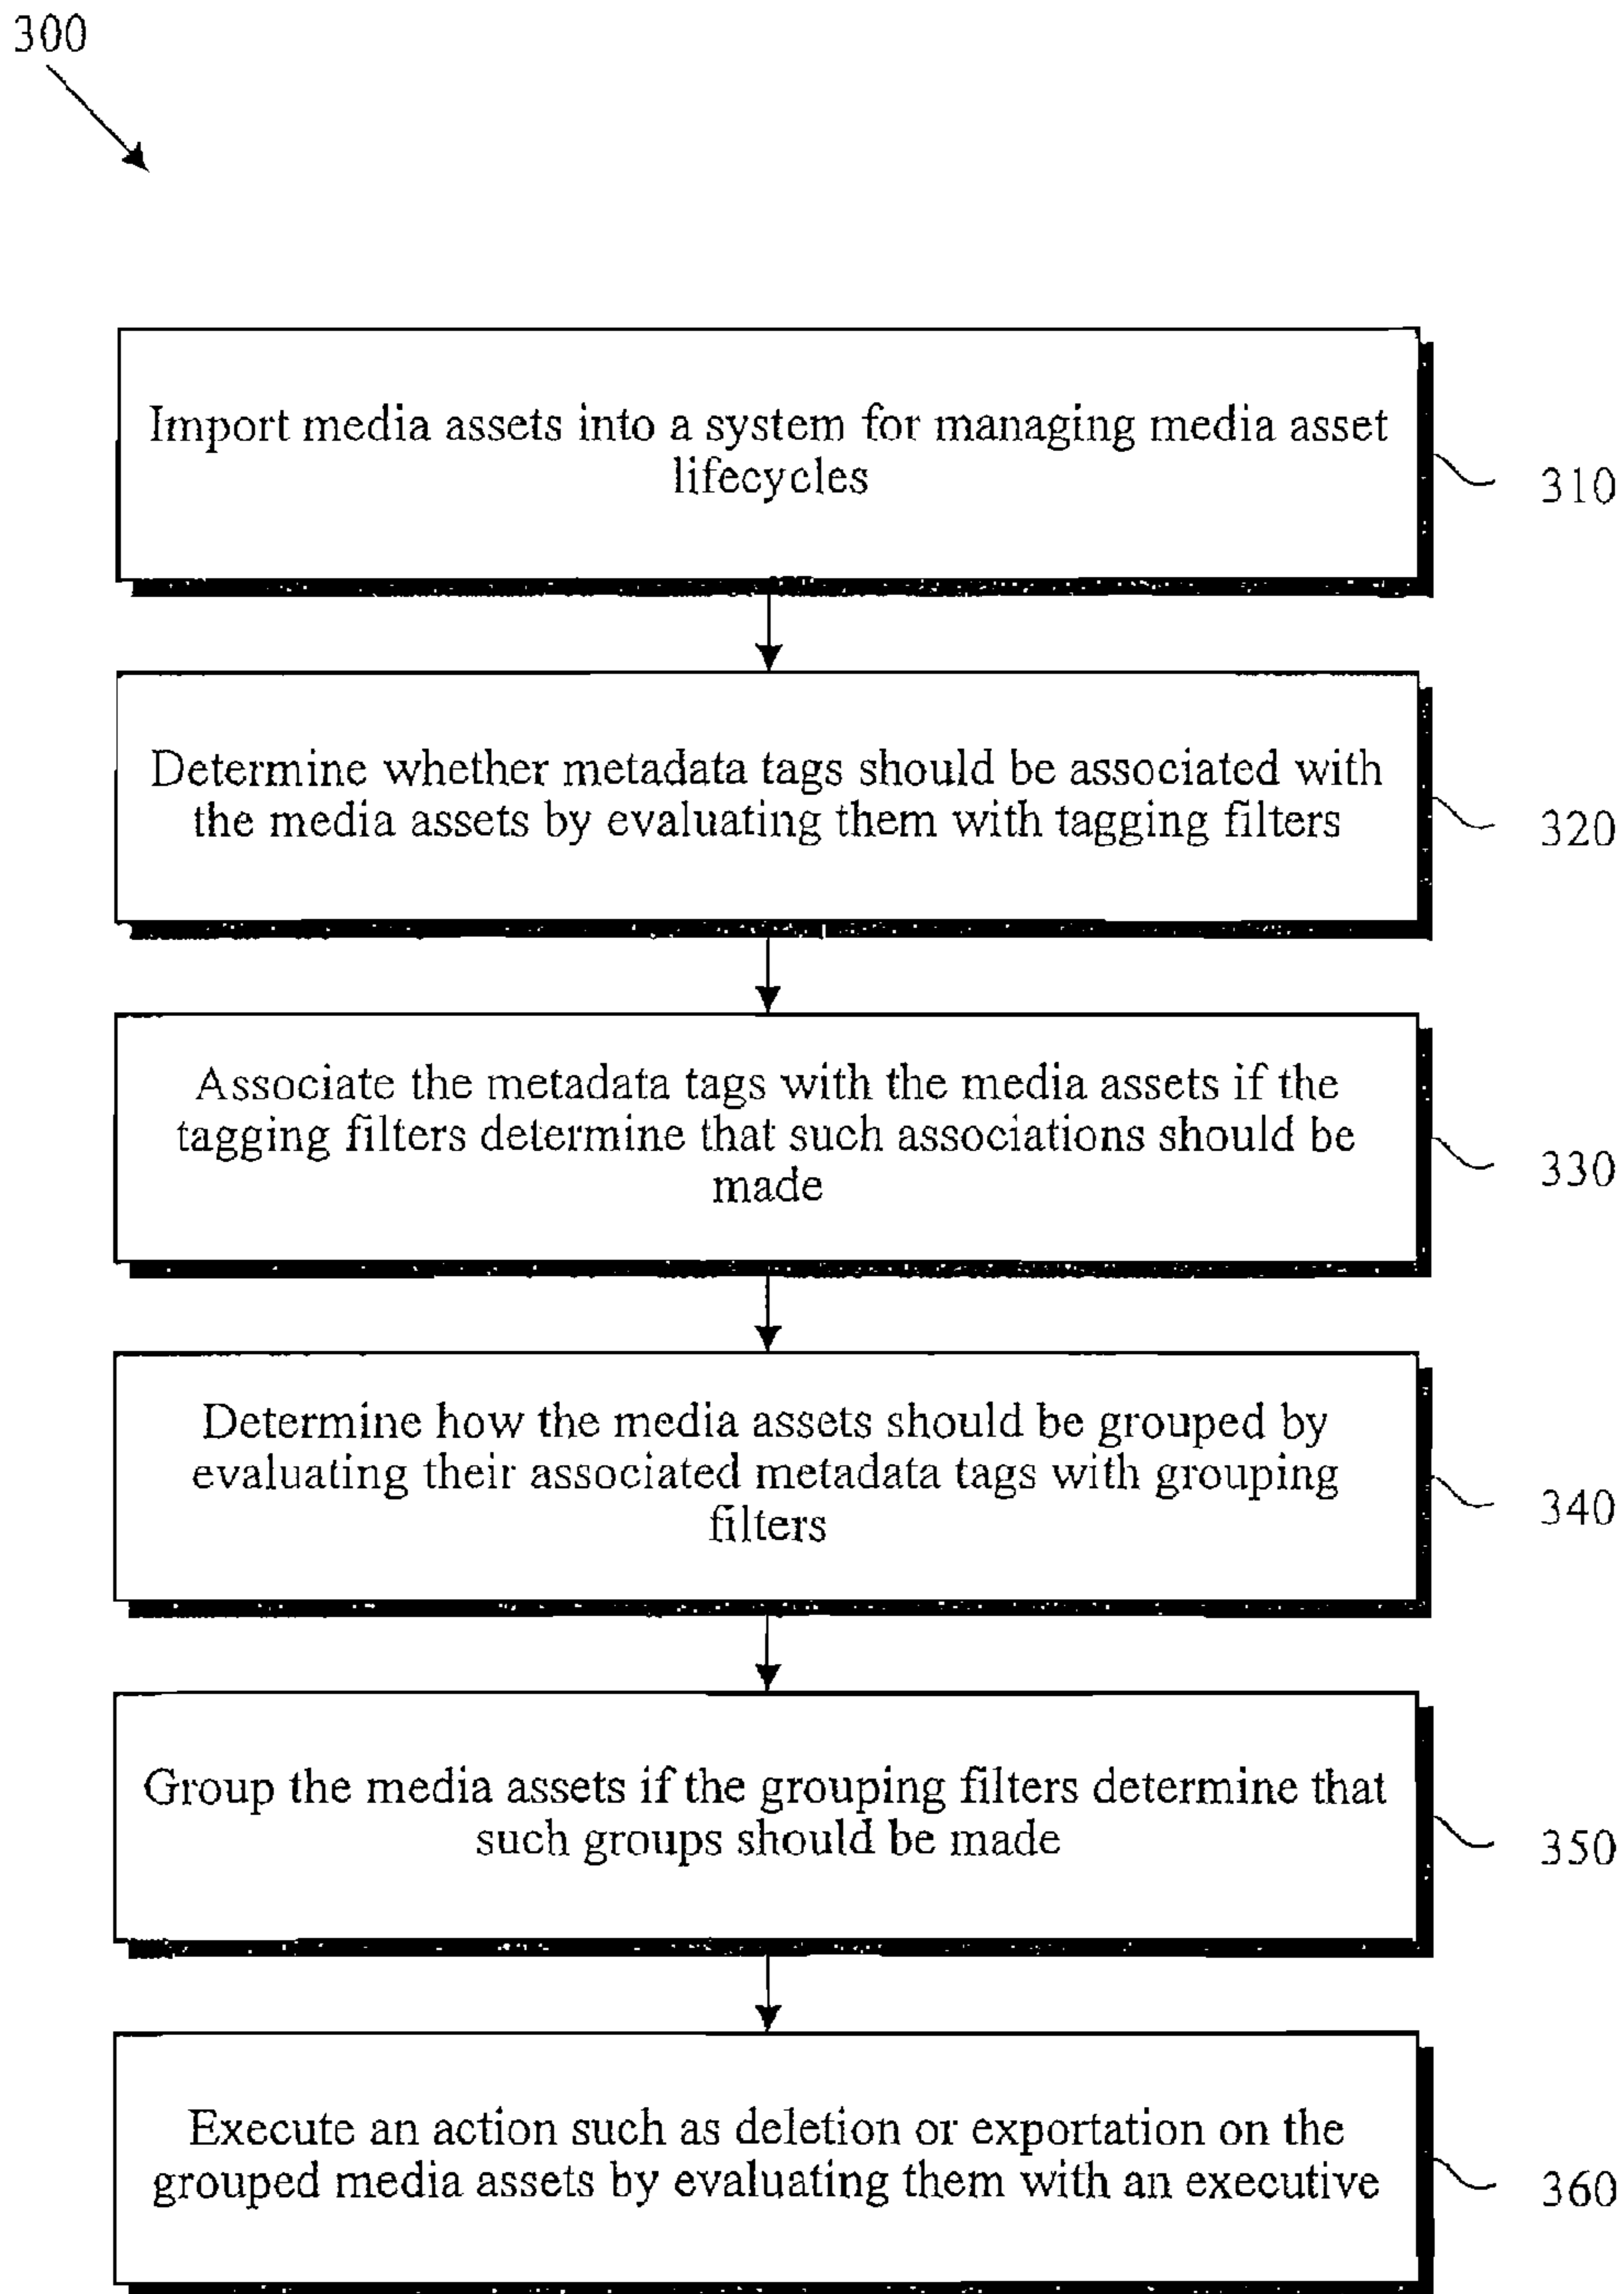 300
Import media assets into a system for managing media asset
lifecycles
310
Determine whether metadata tags should be associated with
the media assets by evaluating them with tagging filters
320
Associate the metadata tags with the media assets if the
tagging filters determine that such associations should be
made
330
Determine how the media assets should be grouped by
evaluating their associated metadata tags with grouping
filters
340
Group the media assets if the grouping filters determine that
such groups should be made
350
Execute an action such as deletion or exportation on the
grouped media assets by evaluating them with an executive
360